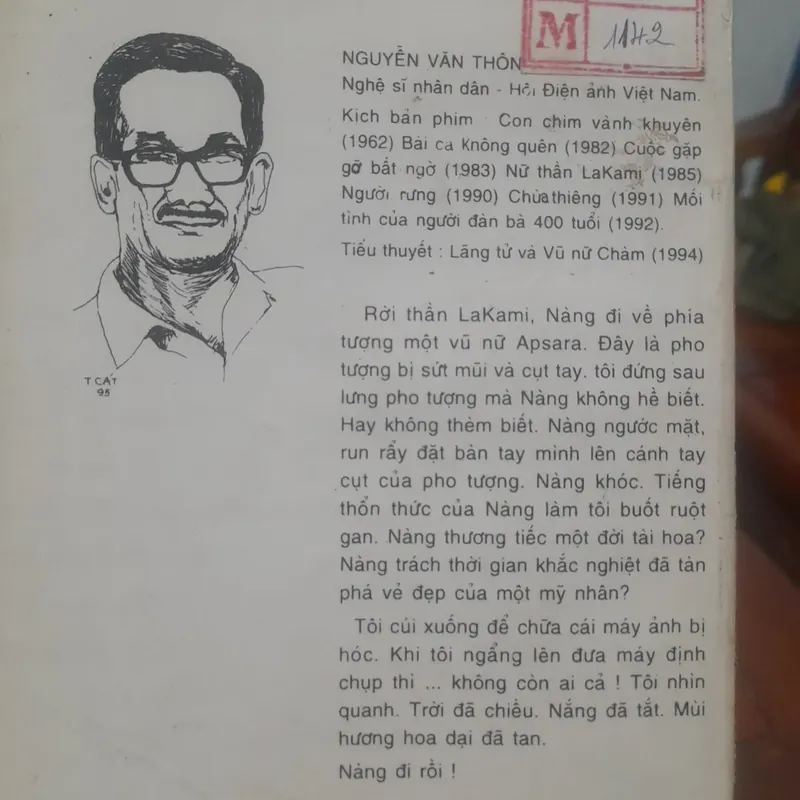 M 1142
NGUYỄN VĂN THÔN
Nghệ sĩ nhân dân - Hội Điện ảnh Việt Nam.
Kịch bản phim Con chim vành khuyên
(1962) Bài ca không quên (1982) Cuộc gặp
gỡ bất ngờ (1983) Nữ thần LaKami (1985)
Người rừng (1990) Chùa thiêng (1991) Mối
tình của người đàn bà 400 tuổi (1992).
Tiểu thuyết : Lãng tử và Vũ nữ Chàm (1994)
Rời thần LaKami, Nàng đi về phía
tượng một vũ nữ Apsara. Đây là pho
tượng bị sứt mũi và cụt tay. tôi đứng sau
lưng pho tượng mà Nàng không hề biết.
Hay không thèm biết. Nàng ngước mặt,
run rẩy đặt bàn tay mình lên cánh tay
cụt của pho tượng. Nàng khóc. Tiếng
thổn thức của Nàng làm tôi buốt ruột
gan. Nàng thương tiếc một đời tài hoa?
Nàng trách thời gian khắc nghiệt đã tàn
phá vẻ đẹp của một mỹ nhân?
Tôi cúi xuống để chữa cái máy ảnh bị
hóc. Khi tôi ngẩng lên đưa máy định
chụp thì ... không còn ai cả ! Tôi nhìn
quanh. Trời đã chiều. Nắng đã tắt. Mùi
hương hoa dại đã tan.
Nàng đi rồi !
T CÁT
95